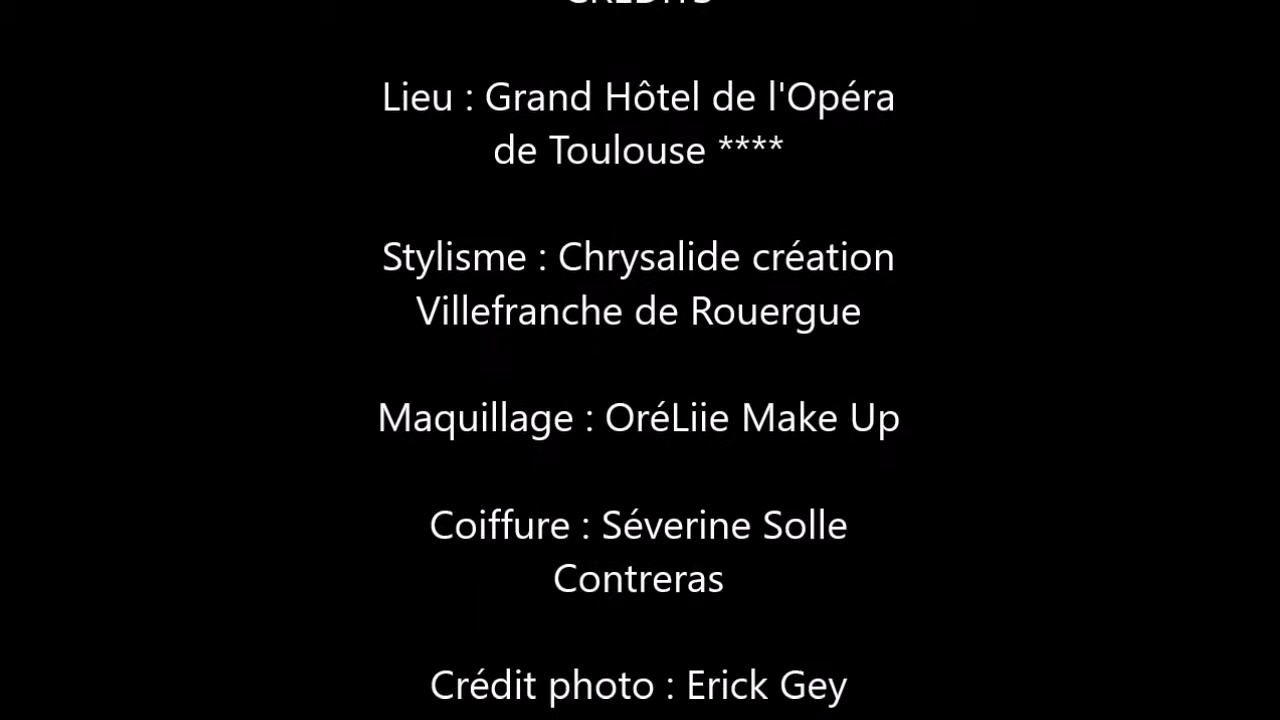 CREDITS
Lieu : Grand Hôtel de l'Opéra
de Toulouse ****
Stylisme : Chrysalide création
Villefranche de Rouergue
Maquillage : OréLiie Make Up
Coiffure : Séverine Solle
Contreras
Crédit photo : Erick Gey